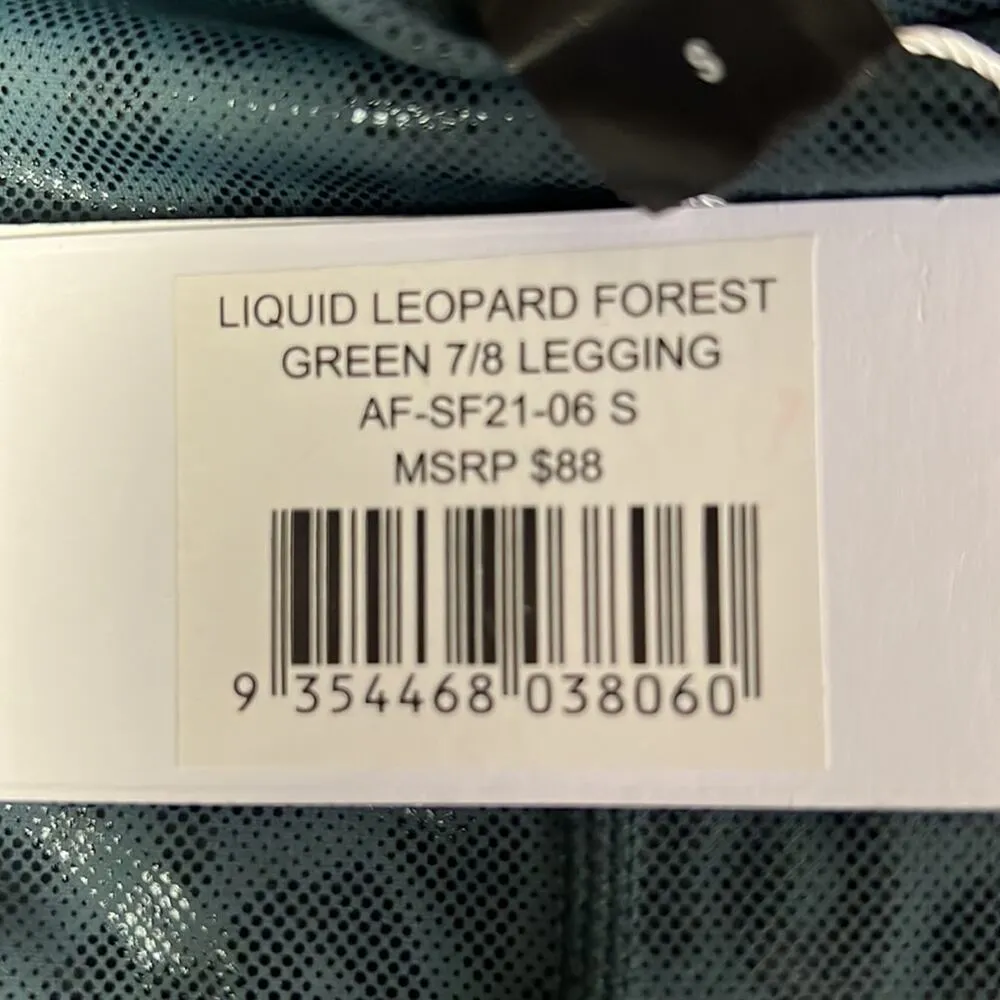 S
LIQUID LEOPARD FOREST
GREEN 7/8 LEGGING
AF-SF21-06 S
MSRP $88
9 354468 038060